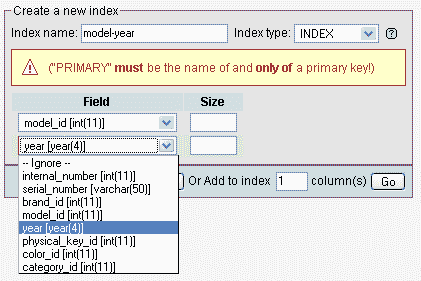 Create a new index
Index name: model-year Index type: INDEX ?
("PRIMARY" must be the name of and only of a primary key!)
Field Size
model_id [int(11)]
year [year(4)]
-- Ignore --
internal_number [int(11)]
serial_number [varchar(50)]
brand_id [int(11)]
model_id [int(11)]
year [year(4)]
physical_key_id [int(11)]
color_id [int(11)]
category_id [int(11)]
Or Add to index 1 column(s) Go